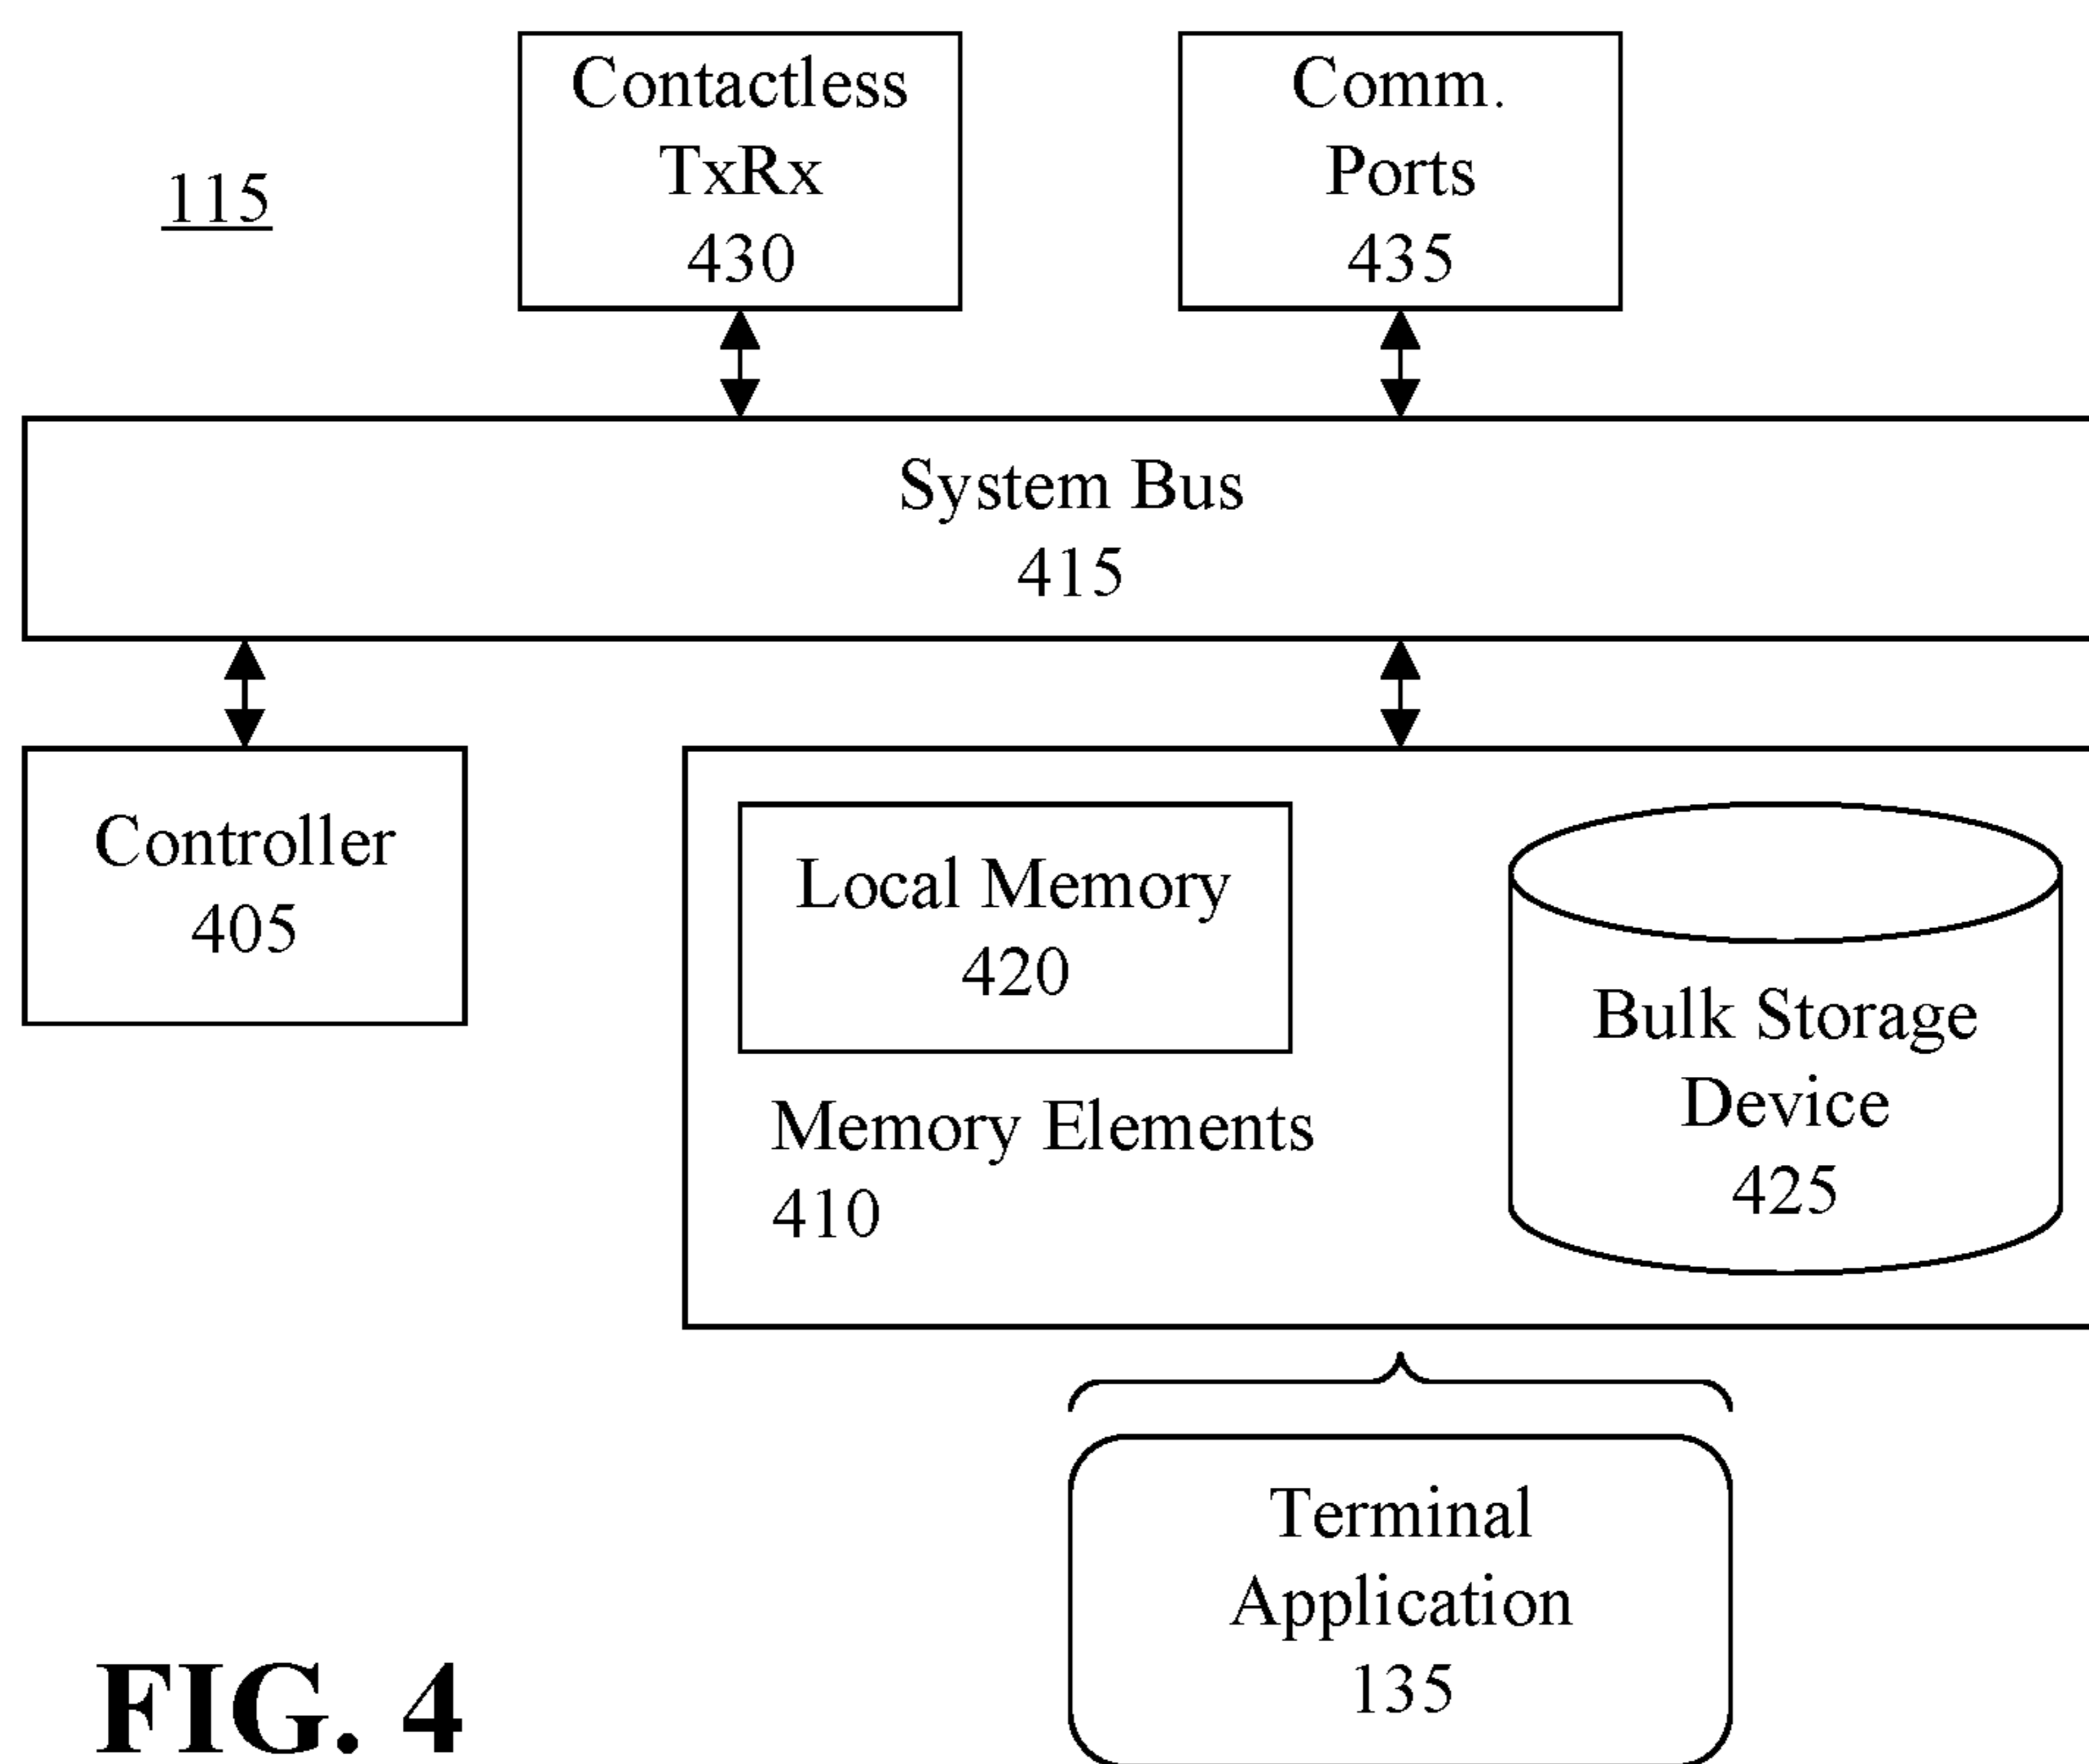 115
Contactless
TxRx
430
Comm.
Ports
435
System Bus
415
Controller
405
Local Memory
420
Memory Elements
410
Bulk Storage
Device
425
Terminal
Application
135
FIG. 4